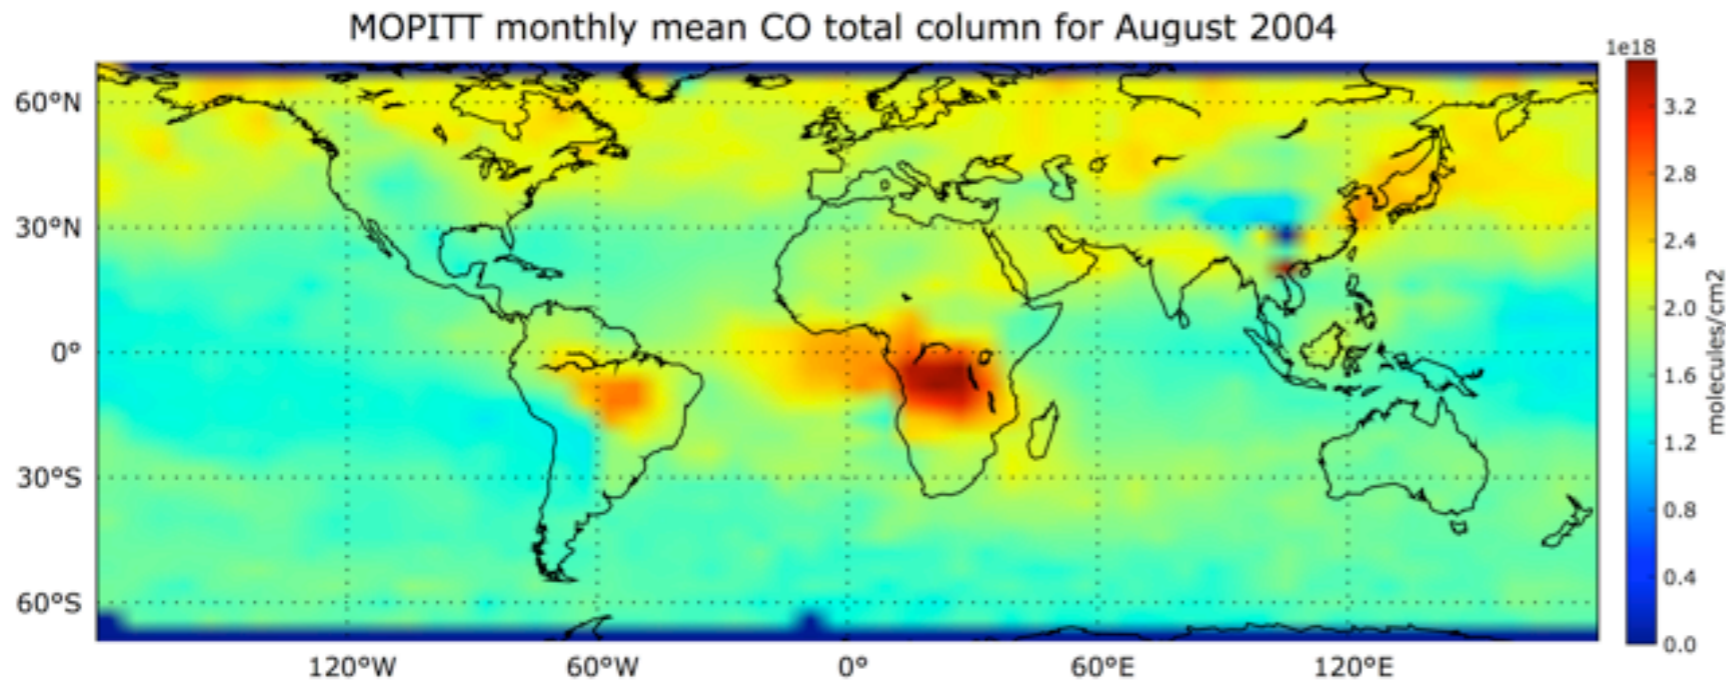 MOPITT monthly mean CO total column for August 2004
1e18
60°N
30°N
0°
30°S
60°S
120°W 60°W 0° 60°E 120°E
3.2
2.8
2.4
2.0
1.6
1.2
0.8
0.4
0.0
molecules/cm2